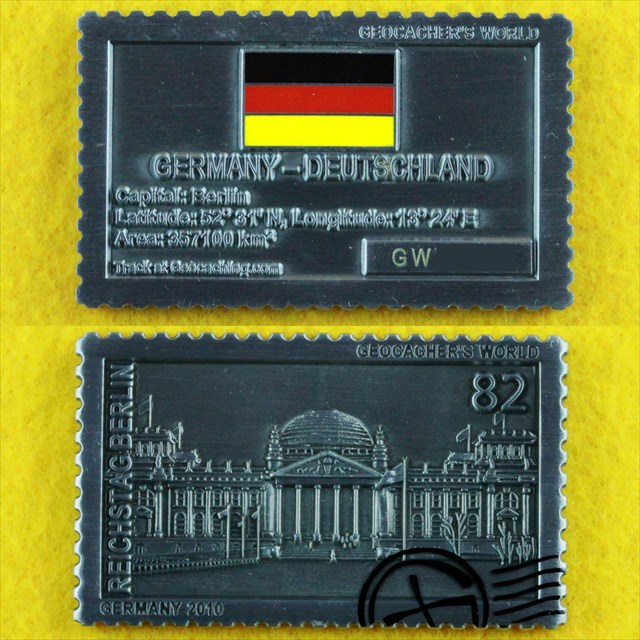 GEOCACHER'S WORLD
GERMANY – DEUTSCHLAND
Capital: Berlin
Latitude: 52° 31' N, Longitude: 13° 24' E
Area: 357100 km²
Track at Geocaching.com
GW
GEOCACHER'S WORLD
82
REICHSTAG BERLIN
GERMANY 2010